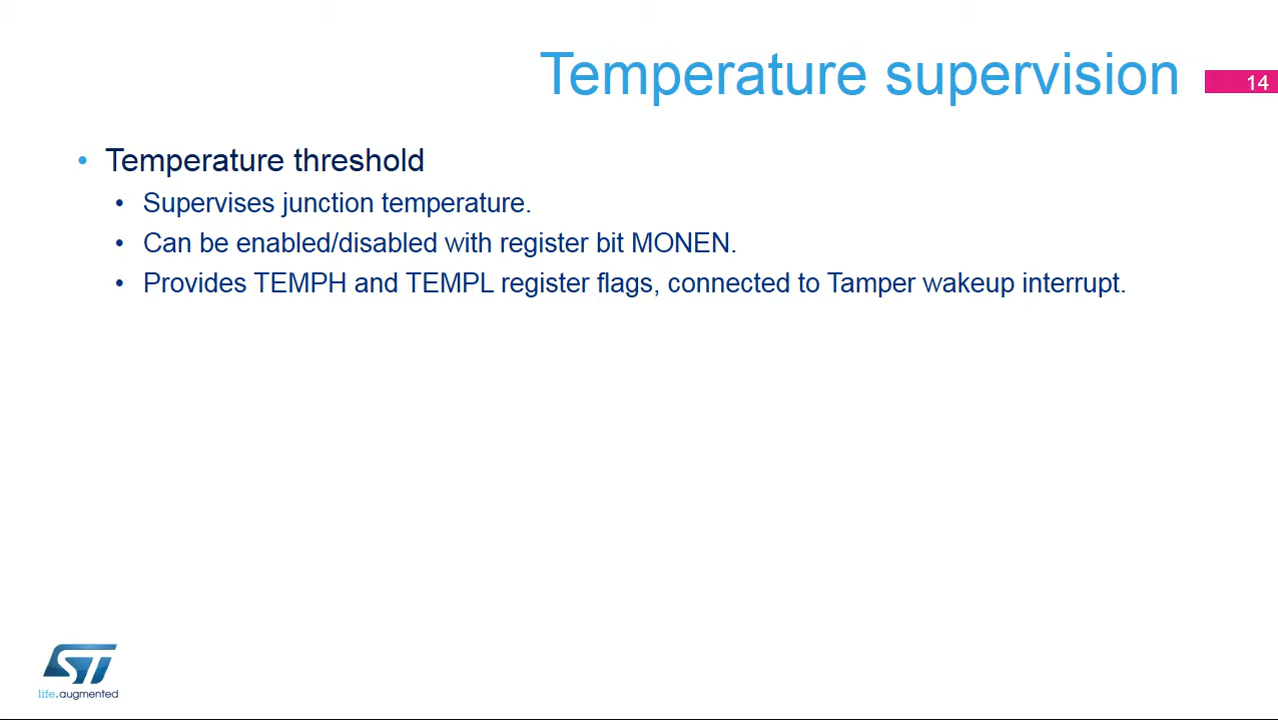 Temperature supervision
14
• Temperature threshold
• Supervises junction temperature.
• Can be enabled/disabled with register bit MONEN.
• Provides TEMPH and TEMPL register flags, connected to Tamper wakeup interrupt.
ST
life.augmented